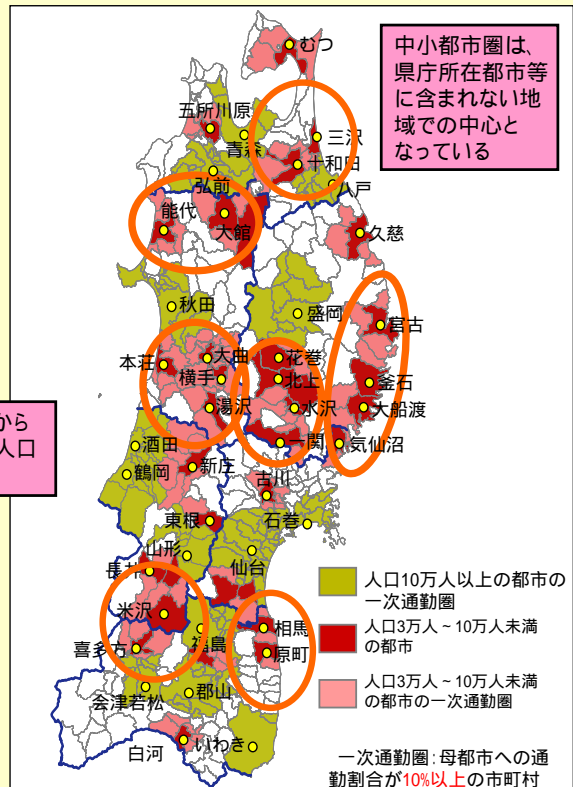 中小都市圏は、
県庁所在都市等
に含まれない地
域での中心と
なっている
むつ
五所川原
青森
三沢
十和田
弘前
八戸
能代
大館
久慈
秋田
盛岡
宮古
本荘
大曲
花巻
横手
北上
釜石
湯沢
水沢
大船渡
一関
気仙沼
から
人口
酒田
鶴岡
新庄
古川
東根
石巻
山形
仙台
長井
米沢
相馬
喜多方
福島
原町
会津若松
郡山
白河
いわき
人口10万人以上の都市の
一次通勤圏
人口3万人~10万人未満
の都市
人口3万人~10万人未満
の都市の一次通勤圏
一次通勤圏:母都市への通
勤割合が10%以上の市町村